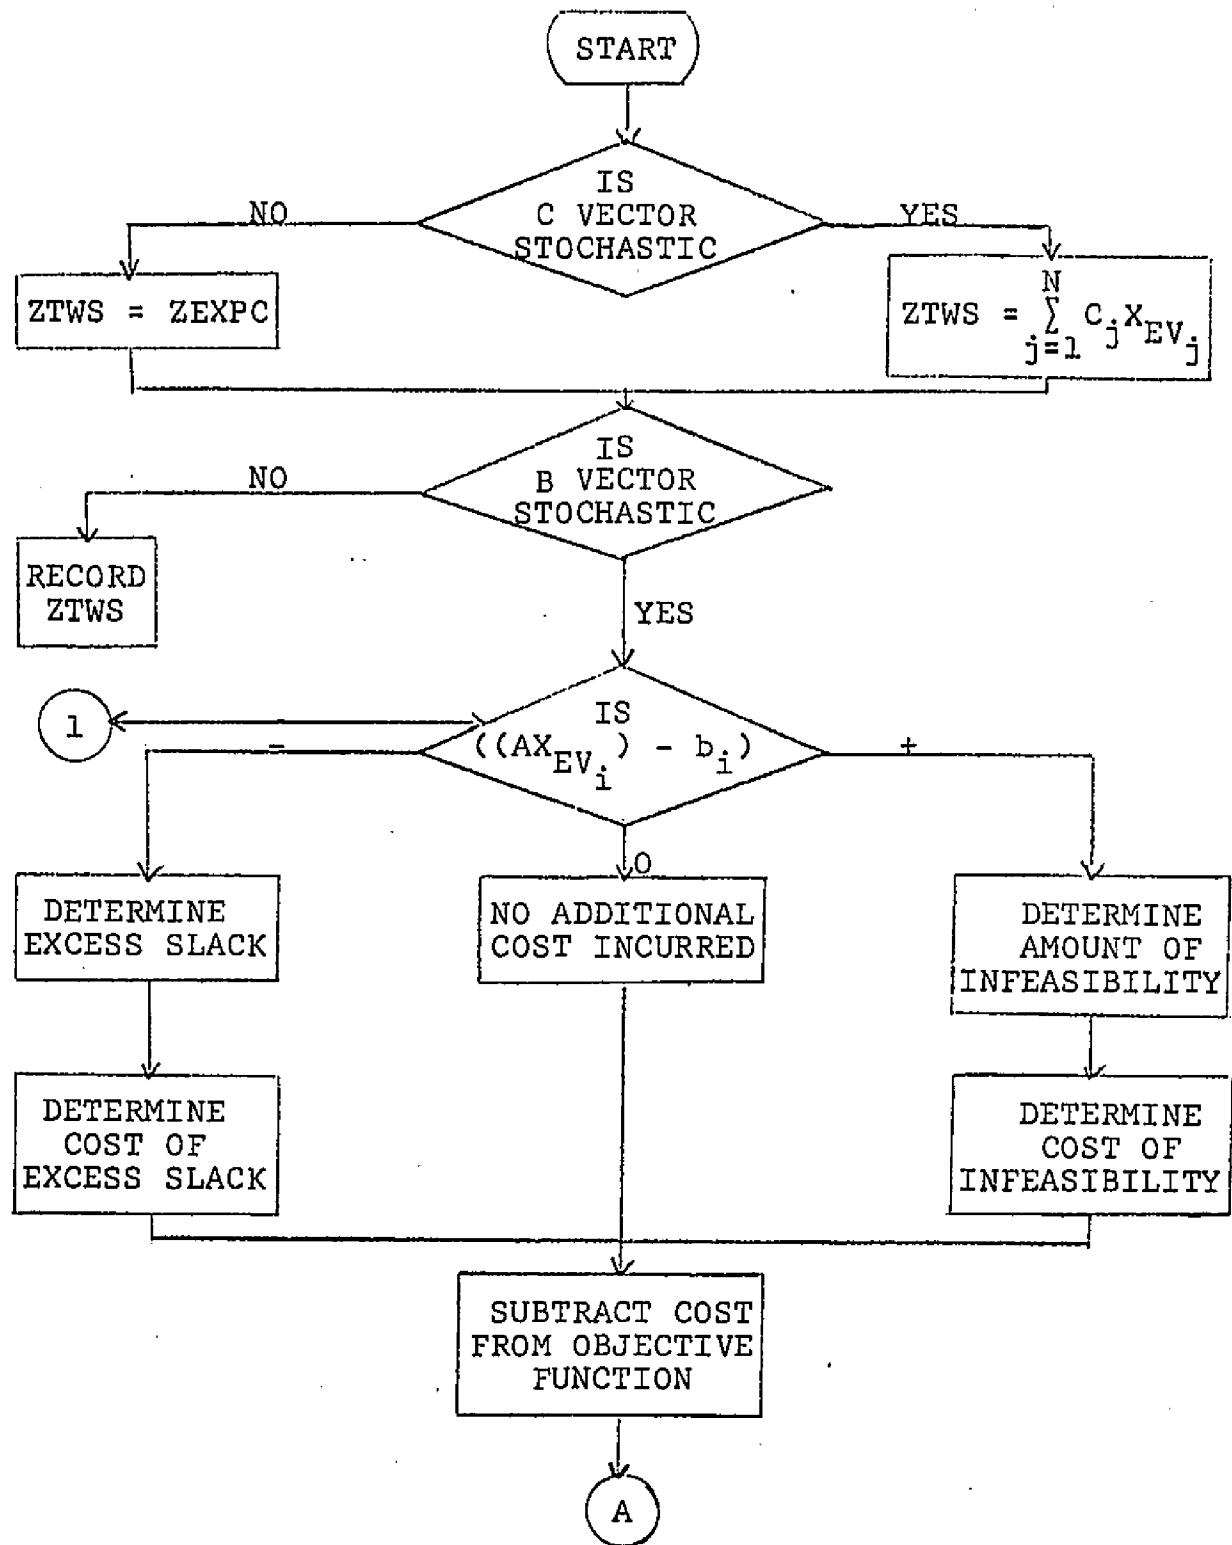 START
IS
C VECTOR
STOCHASTIC
NO
YES
ZTWS = ZEXPC
ZTWS = \sum_{j=1}^{N} C_j X_{EV_j}
IS
B VECTOR
STOCHASTIC
NO
RECORD
ZTWS
YES
1
IS
((AX_{EV_i}) - b_i)
-
+
0
DETERMINE
EXCESS SLACK
NO ADDITIONAL
COST INCURRED
DETERMINE
AMOUNT OF
INFEASIBILITY
DETERMINE
COST OF
EXCESS SLACK
DETERMINE
COST OF
INFEASIBILITY
SUBTRACT COST
FROM OBJECTIVE
FUNCTION
A